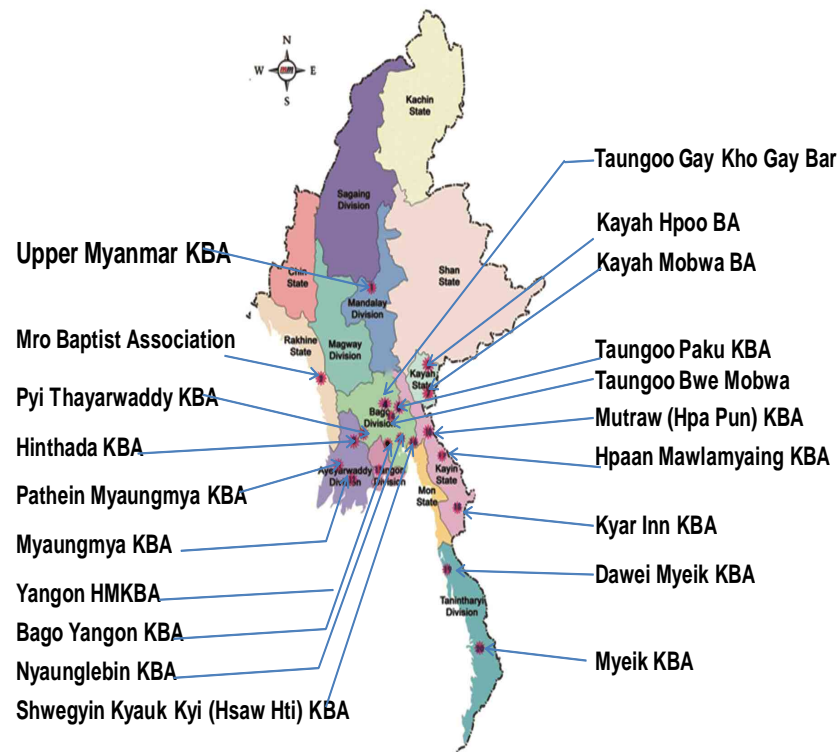 N
W E
S
Kachin
State
Sagaing
Division
Chin
State
Shan
State
Mandalay
Division
Magway
Division
Rakhine
State
Kayah
State
Bago
Division
Ayeyarwaddy
Division
Yangon
Division
Kayin
State
Mon
State
Tanintharyi
Division
Upper Myanmar KBA
Mro Baptist Association
Pyi Thayarwaddy KBA
Hinthada KBA
Pathein Myaungmya KBA
Myaungmya KBA
Yangon HMKBA
Bago Yangon KBA
Nyaunglebin KBA
Shwegyin Kyauk Kyi (Hsaw Hti) KBA
Taungoo Gay Kho Gay Bar
Kayah Hpoo BA
Kayah Mobwa BA
Taungoo Paku KBA
Taungoo Bwe Mobwa
Mutraw (Hpa Pun) KBA
Hpaan Mawlamyaing KBA
Kyar Inn KBA
Dawei Myeik KBA
Myeik KBA